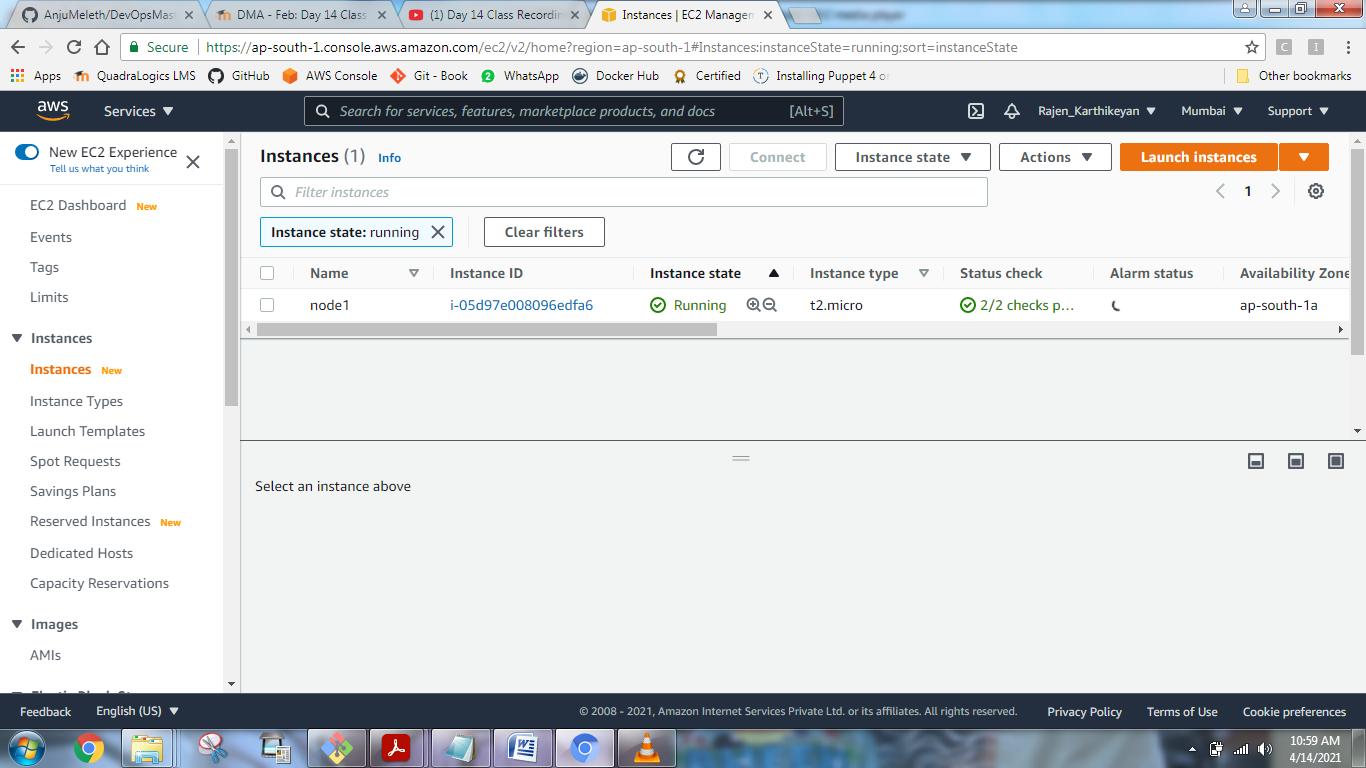 AnjuMeleth/DevOpsMast
DMA - Feb: Day 14 Class
(1) Day 14 Class Recordin
Instances | EC2 Managem
Secure
https://ap-south-1.console.aws.amazon.com/ec2/v2/home?region=ap-south-1#Instances:instanceState=running;sort=instanceState
Apps
QuadraLogics LMS
GitHub
AWS Console
Git - Book
2
WhatsApp
Docker Hub
Certified
Installing Puppet 4 o
Other bookmarks
aws
Services
Search for services, features, marketplace products, and docs
[Alt+S]
Rajen_Karthikeyan
Mumbai
Support
New EC2 Experience
Tell us what you think
EC2 Dashboard New
Events
Tags
Limits
Instances
Instances New
Instance Types
Launch Templates
Spot Requests
Savings Plans
Reserved Instances New
Dedicated Hosts
Capacity Reservations
Images
AMIs
Instances (1) Info
Connect
Instance state
Actions
Launch instances
Filter instances
1
Instance state: running
Clear filters
Name Instance ID Instance state Instance type Status check Alarm status Availability Zone
node1 i-05d97e008096edfa6 Running t2.micro 2/2 checks p… ap-south-1a
Select an instance above
Feedback
English (US)
© 2008 - 2021, Amazon Internet Services Private Ltd. or its affiliates. All rights reserved.
Privacy Policy
Terms of Use
Cookie preferences
10:59 AM
4/14/2021